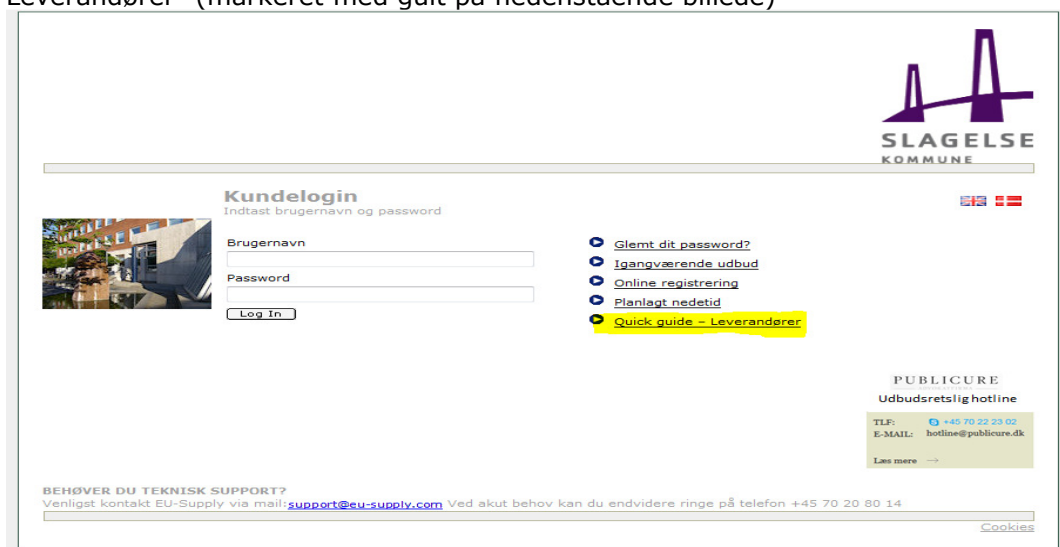 Leverandører" (markeret med gult på nedenstående billede)
SLAGELSE
KOMMUNE
Kundelogin
Indtast brugernavn og password
Brugernavn
Password
Log In
Glemt dit password?
Igangværende udbud
Online registrering
Planlagt nedetid
Quick guide – Leverandører
PUBLICURE
Udbudsretslig hotline
TLF: +45 70 22 23 02
E-MAIL: hotline@publicure.dk
Læs mere →
BEHØVER DU TEKNISK SUPPORT?
Venligst kontakt EU-Supply via mail:support@eu-supply.com Ved akut behov kan du endvidere ringe på telefon +45 70 20 80 14
Cookies